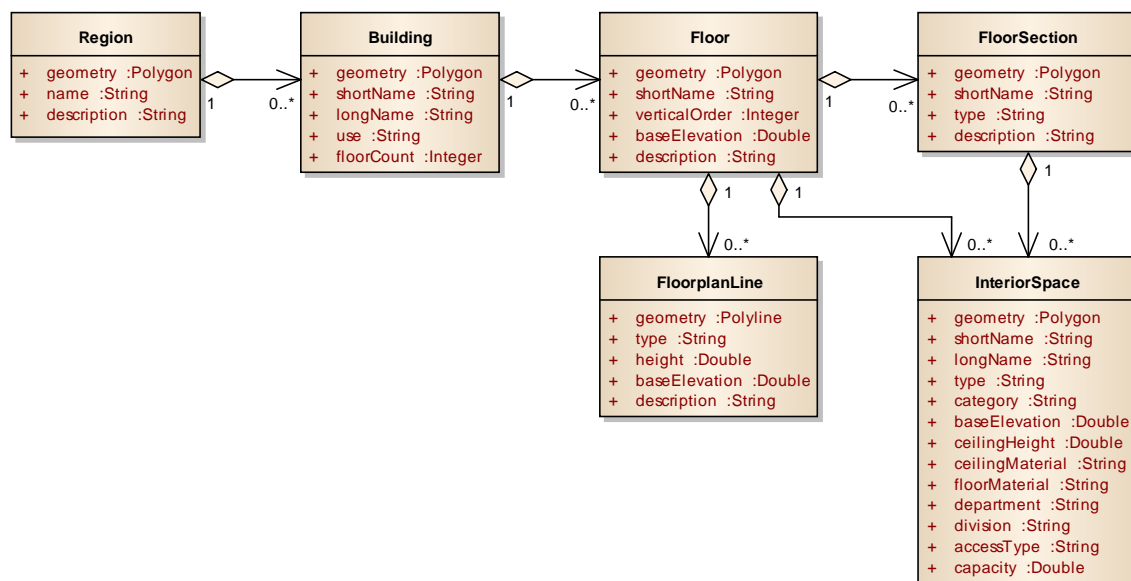 Region
+ geometry :Polygon
+ name :String
+ description :String
1
0..*
Building
+ geometry :Polygon
+ shortName :String
+ longName :String
+ use :String
+ floorCount :Integer
1
0..*
Floor
+ geometry :Polygon
+ shortName :String
+ verticalOrder :Integer
+ baseElevation :Double
+ description :String
1
0..*
FloorSection
+ geometry :Polygon
+ shortName :String
+ type :String
+ description :String
1
1
1
0..*
0..*
0..*
FloorplanLine
+ geometry :Polyline
+ type :String
+ height :Double
+ baseElevation :Double
+ description :String
InteriorSpace
+ geometry :Polygon
+ shortName :String
+ longName :String
+ type :String
+ category :String
+ baseElevation :Double
+ ceilingHeight :Double
+ ceilingMaterial :String
+ floorMaterial :String
+ department :String
+ division :String
+ accessType :String
+ capacity :Double